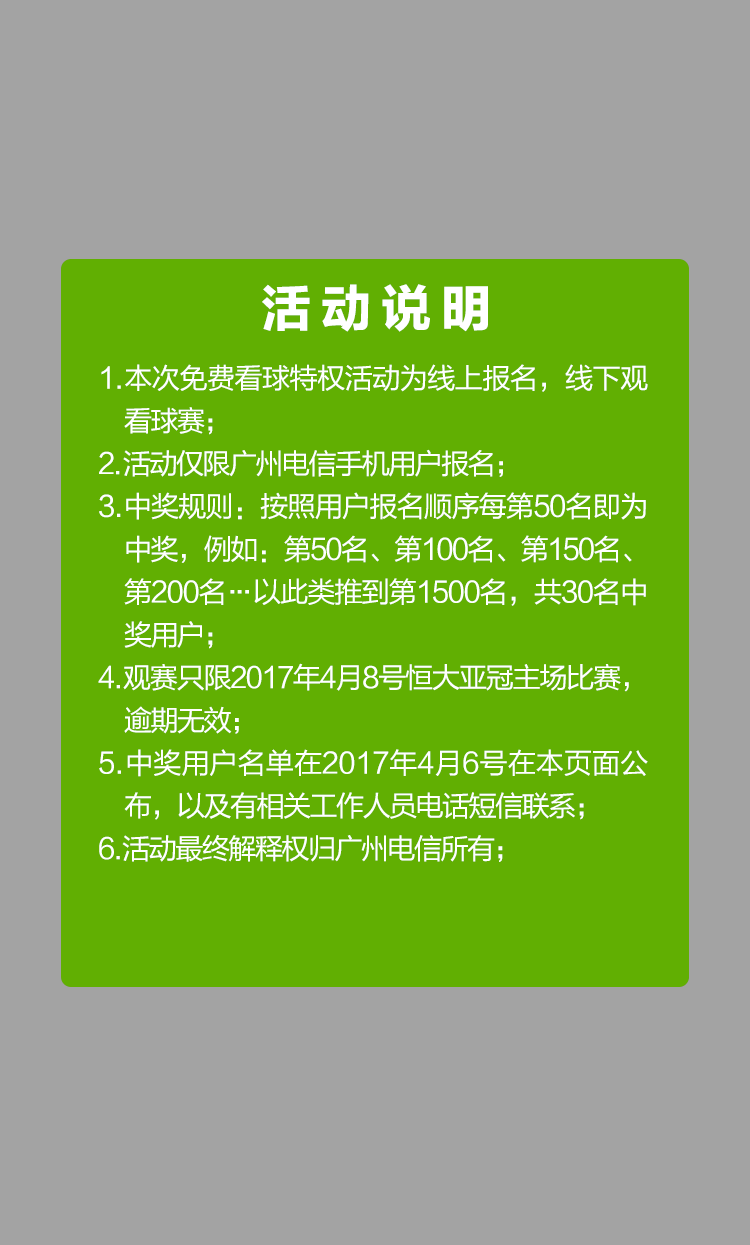 活动说明
1.本次免费看球特权活动为线上报名，线下观
看球赛；
2.活动仅限广州电信手机用户报名；
3.中奖规则：按照用户报名顺序每第50名即为
中奖，例如：第50名、第100名、第150名、
第200名…以此类推到第1500名，共30名中
奖用户；
4.观赛只限2017年4月8号恒大亚冠主场比赛，
逾期无效；
5.中奖用户名单在2017年4月6号在本页面公
布，以及有相关工作人员电话短信联系；
6.活动最终解释权归广州电信所有；